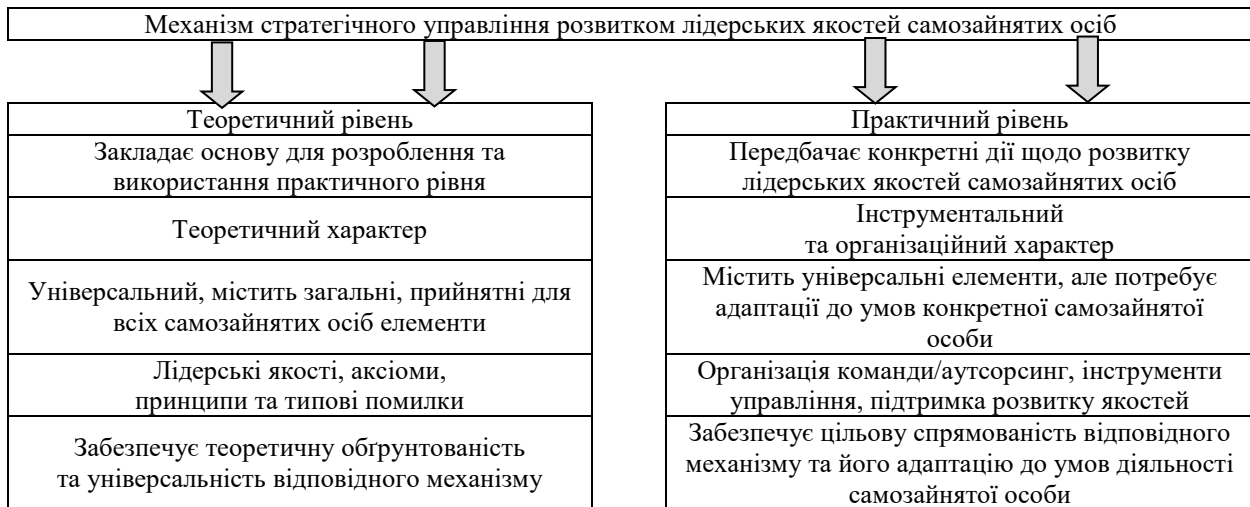 Механізм стратегічного управління розвитком лідерських якостей самозайнятих осіб
Теоретичний рівень
Закладає основу для розроблення та
використання практичного рівня
Теоретичний характер
Універсальний, містить загальні, прийнятні для
всіх самозайнятих осіб елементи
Лідерські якості, аксіоми,
принципи та типові помилки
Забезпечує теоретичну обґрунтованість
та універсальність відповідного механізму
Практичний рівень
Передбачає конкретні дії щодо розвитку
лідерських якостей самозайнятих осіб
Інструментальний
та організаційний характер
Містить універсальні елементи, але потребує
адаптації до умов конкретної самозайнятої
особи
Організація команди/аутсорсинг, інструменти
управління, підтримка розвитку якостей
Забезпечує цільову спрямованість відповідного
механізму та його адаптацію до умов діяльності
самозайнятої особи